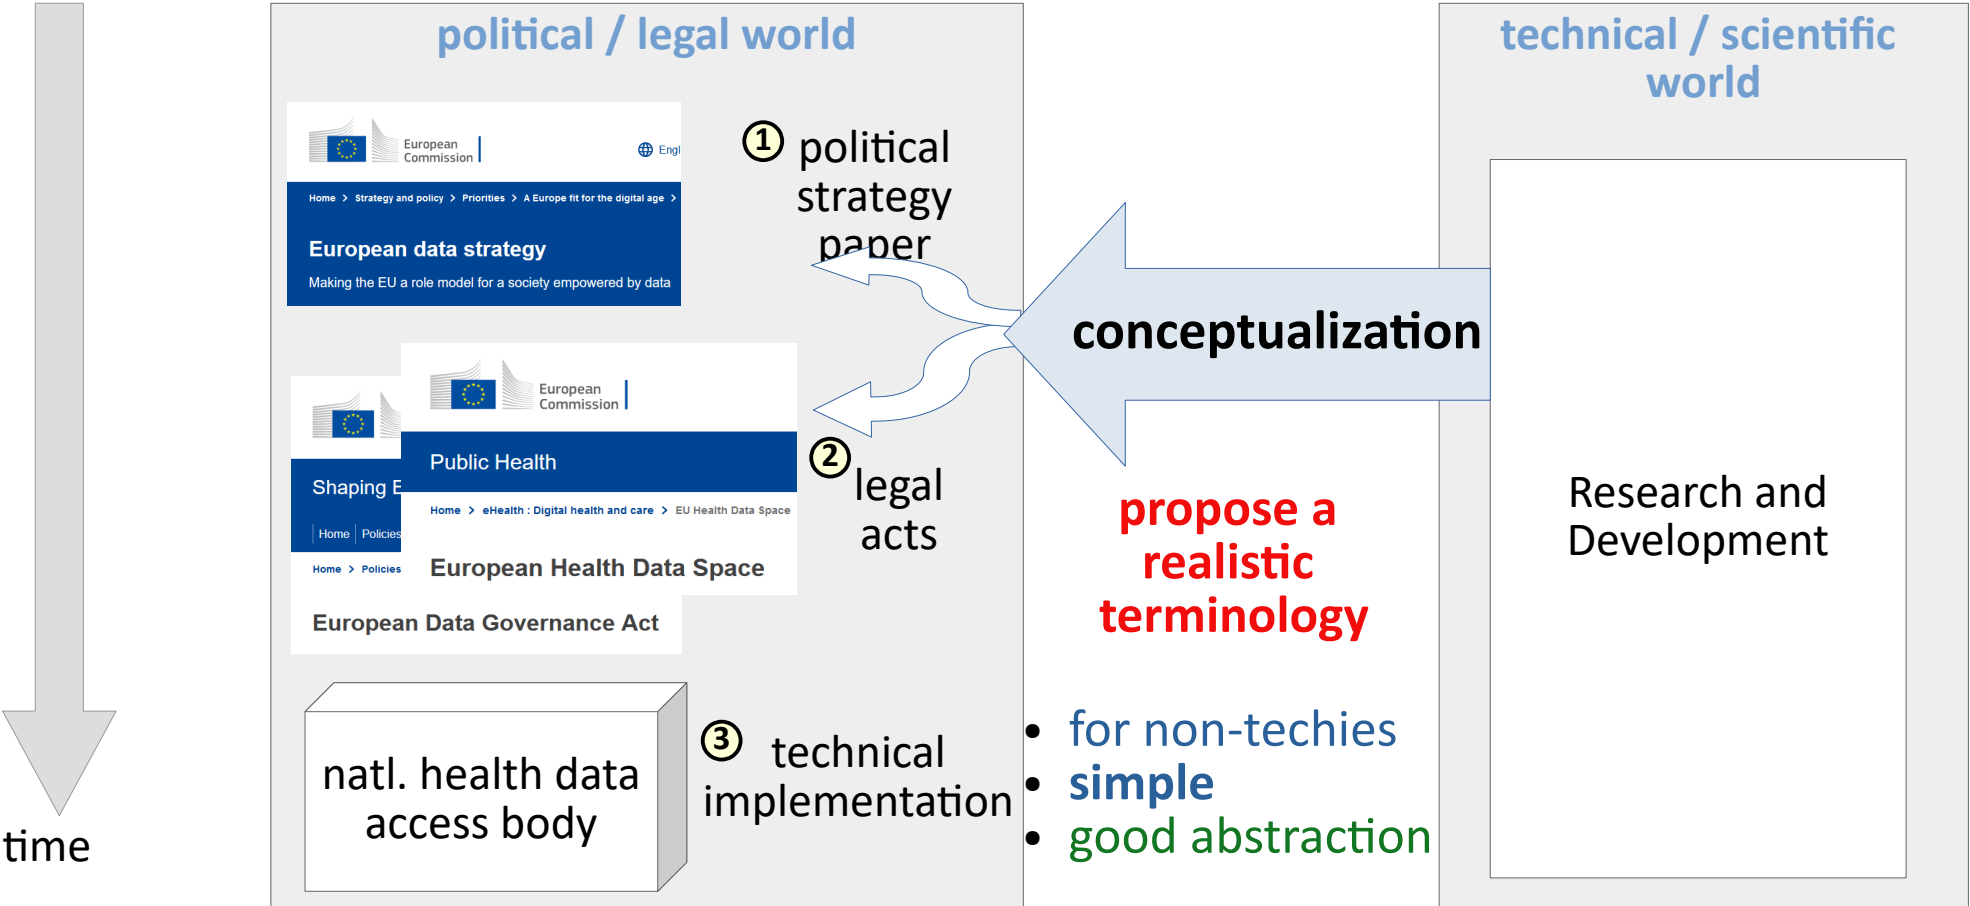 political / legal world
technical / scientific
world
European
Commission
Engl
Home > Strategy and policy > Priorities > A Europe fit for the digital age >
European data strategy
Making the EU a role model for a society empowered by data
1
political
strategy
paper
conceptualization
European
Commission
Public Health
Home > eHealth : Digital health and care > EU Health Data Space
European Health Data Space
Shaping E
Home | Policies
Home > Policies
European Data Governance Act
2
legal
acts
propose a
realistic
terminology
Research and
Development
natl. health data
access body
3
technical
implementation
• for non-techies
• simple
• good abstraction
time